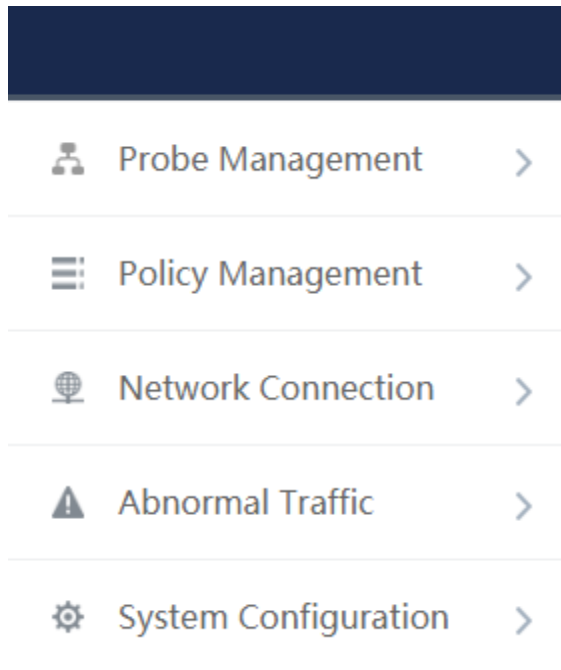 Probe Management
Policy Management
Network Connection
Abnormal Traffic
System Configuration